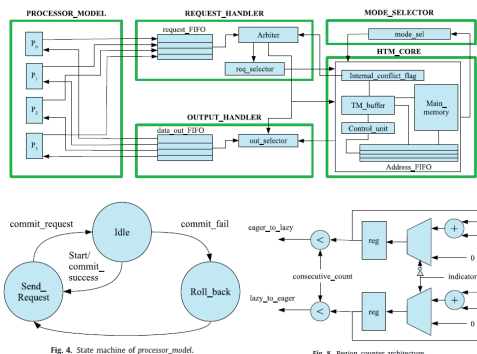 PROCESSOR_MODEL
REQUEST_HANDLER
MODE_SELECTOR
request_FIFO
Arbiter
mode_sel
P0
req_selector
HTM_CORE
P1
Internal_conflict_flag
TM_buffer
Main_memory
P2
OUTPUT_HANDLER
Control_unit
data_out_FIFO
P3
out_selector
Address_FIFO
commit_request
Idle
commit_fail
Start/
commit_
success
Send_
Request
Roll_back
Fig. 4. State machine of processor_model.
eager_to_lazy
<
reg
+
0
consecutive_count
indicator
lazy_to_eager
<
reg
+
0
Fig. 8. Region counter architecture